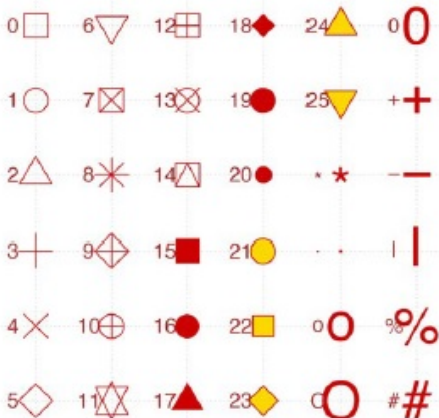 0 6 12 18 24 0 0
1 7 13 19 25 + +
2 8 14 20 * * - -
3 9 15 21 · · | |
4 10 16 22 o o % %
5 11 17 23 O O # #